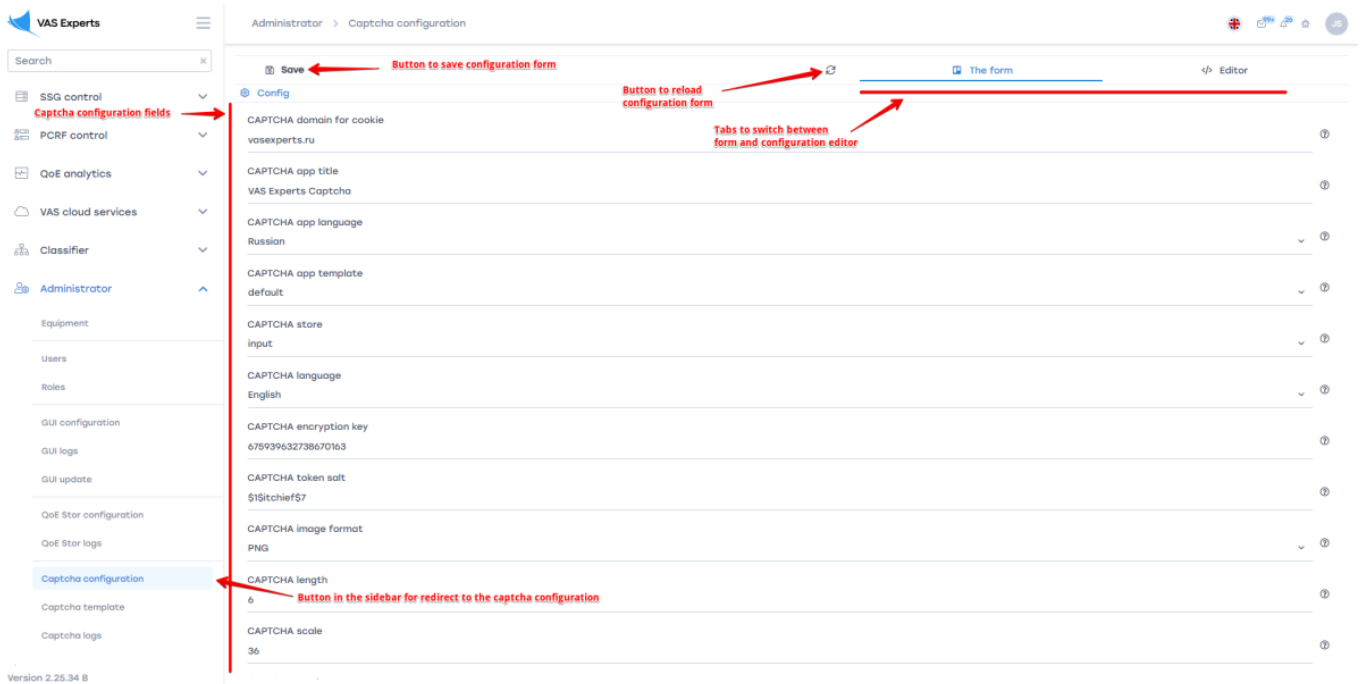 VAS Experts
Administrator > Captcha configuration
99+
JS
Search
Save
Button to save configuration form
The form
</> Editor
Config
Button to reload
configuration form
SSG control
Captcha configuration fields
PCRF control
QoE analytics
VAS cloud services
Classifier
Administrator
Equipment
Users
Roles
GUI configuration
GUI logs
GUI update
QoE Stor configuration
QoE Stor logs
Captcha configuration
Captcha template
Captcha logs
Version 2.25.34 B
Tabs to switch between
form and configuration editor
CAPTCHA domain for cookie
vasexperts.ru
CAPTCHA app title
VAS Experts Captcha
CAPTCHA app language
Russian
CAPTCHA app template
default
CAPTCHA store
input
CAPTCHA language
English
CAPTCHA encryption key
675939632738670163
CAPTCHA token salt
$1$itchief$7
CAPTCHA image format
PNG
CAPTCHA length
6
Button in the sidebar for redirect to the captcha configuration
CAPTCHA scale
36